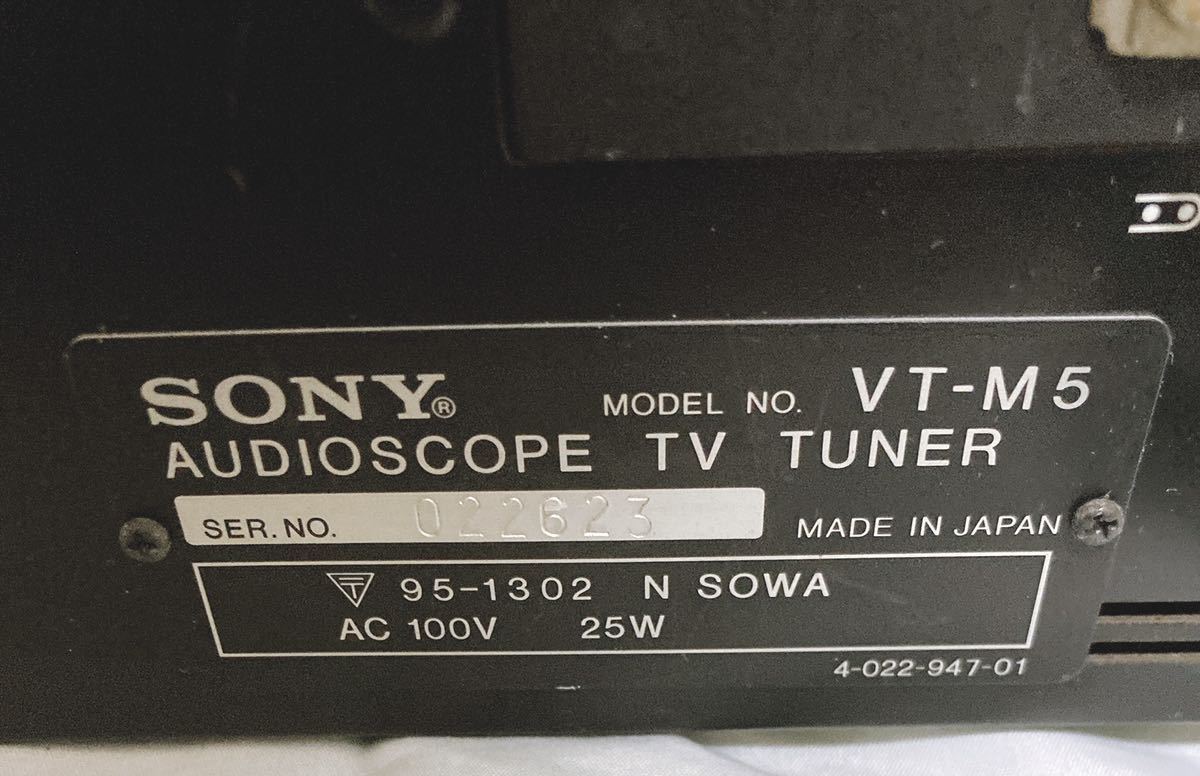 SONY® MODEL NO. VT-M5
AUDIOSCOPE TV TUNER
SER. NO. 022623 MADE IN JAPAN
〒 95-1302 N SOWA
AC 100V 25W
4-022-947-01